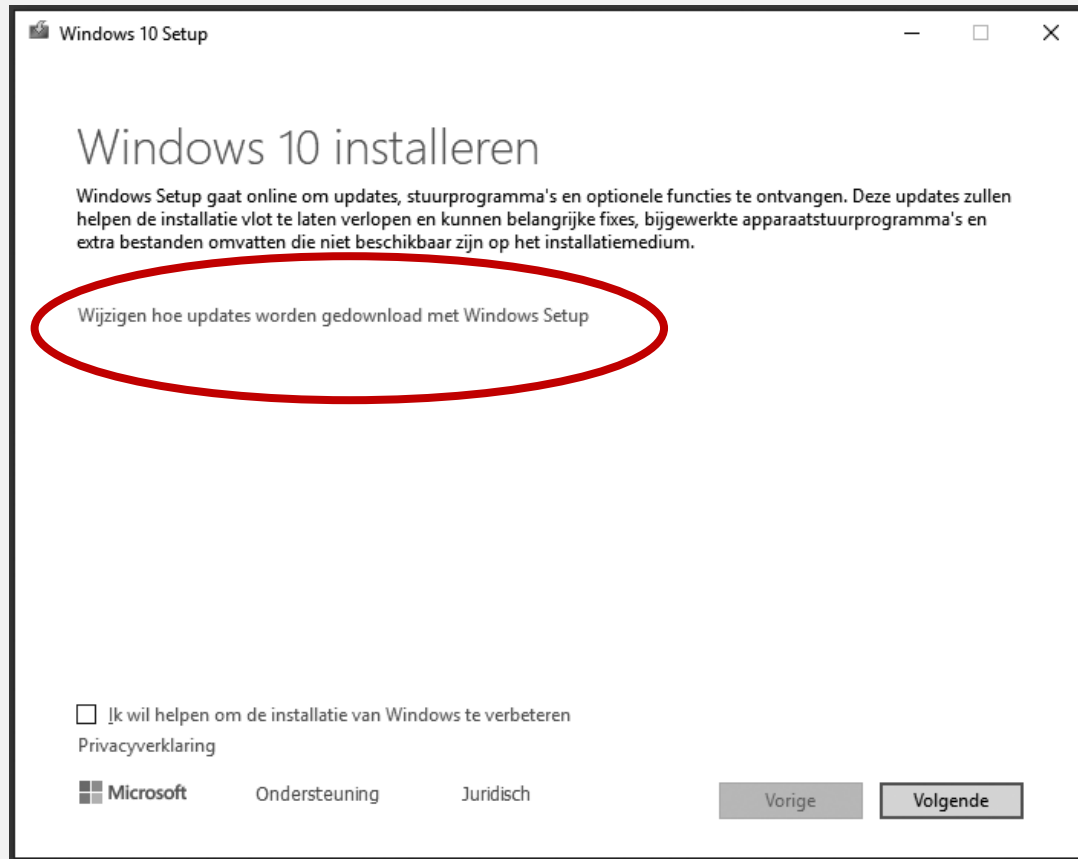 Windows 10 Setup
Windows 10 installeren
Windows Setup gaat online om updates, stuurprogramma's en optionele functies te ontvangen. Deze updates zullen
helpen de installatie vlot te laten verlopen en kunnen belangrijke fixes, bijgewerkte apparaatstuurprogramma's en
extra bestanden omvatten die niet beschikbaar zijn op het installatiemedium.
Wijzigen hoe updates worden gedownload met Windows Setup
Ik wil helpen om de installatie van Windows te verbeteren
Privacyverklaring
Microsoft Ondersteuning Juridisch Vorige Volgende